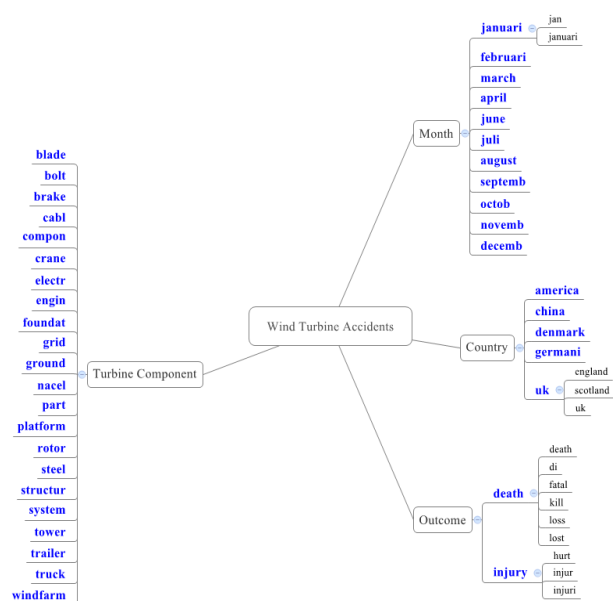 Wind Turbine Accidents
Month
januari
jan
januari
februari
march
april
june
juli
august
septemb
octob
novemb
decemb
Country
america
china
denmark
germani
uk
england
scotland
uk
Outcome
death
death
di
fatal
kill
loss
lost
injury
hurt
injur
injuri
Turbine Component
blade
bolt
brake
cabl
compon
crane
electr
engin
foundat
grid
ground
nacel
part
platform
rotor
steel
structur
system
tower
trailer
truck
windfarm